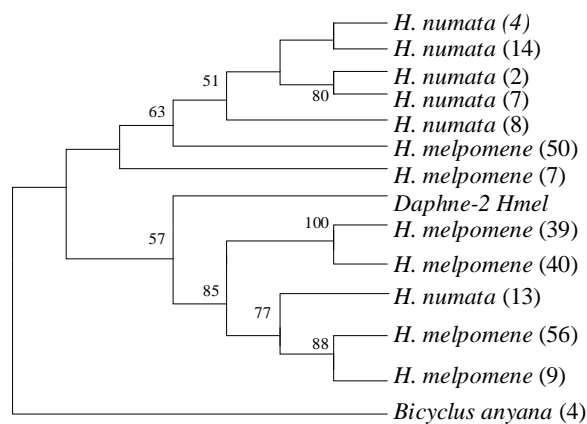 H. numata (4)
H. numata (14)
51
H. numata (2)
80
H. numata (7)
63
H. numata (8)
H. melpomene (50)
H. melpomene (7)
Daphne-2 Hmel
100
H. melpomene (39)
57
H. melpomene (40)
85
H. numata (13)
77
H. melpomene (56)
88
H. melpomene (9)
Bicyclus anyana (4)